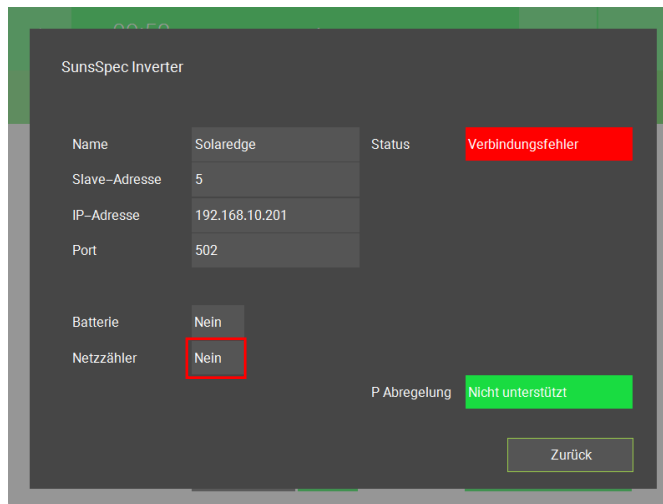 SunsSpec Inverter
Name Solaredge Status Verbindungsfehler
Slave-Adresse 5
IP-Adresse 192.168.10.201
Port 502
Batterie Nein
Netzzähler Nein
P Abregelung Nicht unterstützt
Zurück